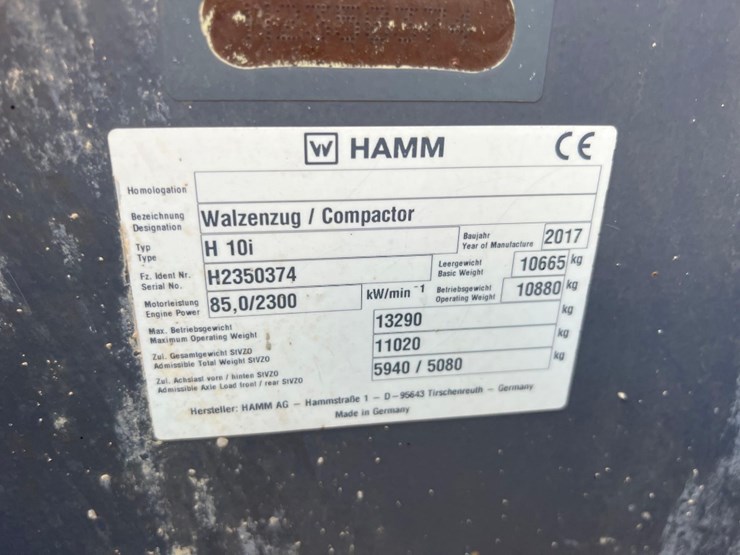 HAMM CE
Homologation
Bezeichnung Walzenzug / Compactor
Designation
Typ H 10i Baujahr 2017
Type Year of Manufacture
Fz. Ident Nr. H2350374 Leergewicht 10665 kg
Serial No. Basic Weight
Motorleistung 85,0/2300 kW/min⁻¹ Betriebsgewicht 10880 kg
Engine Power Operating Weight
Max. Betriebsgewicht 13290 kg
Maximum Operating Weight
Zul. Gesamtgewicht StVZO 11020 kg
Admissible Total Weight StVZO
Zul. Achslast vorn / hinten StVZO 5940 / 5080 kg
Admissible Axle Load front / rear StVZO
Hersteller: HAMM AG – Hammstraße 1 – D – 95643 Tirschenreuth – Germany
Made in Germany